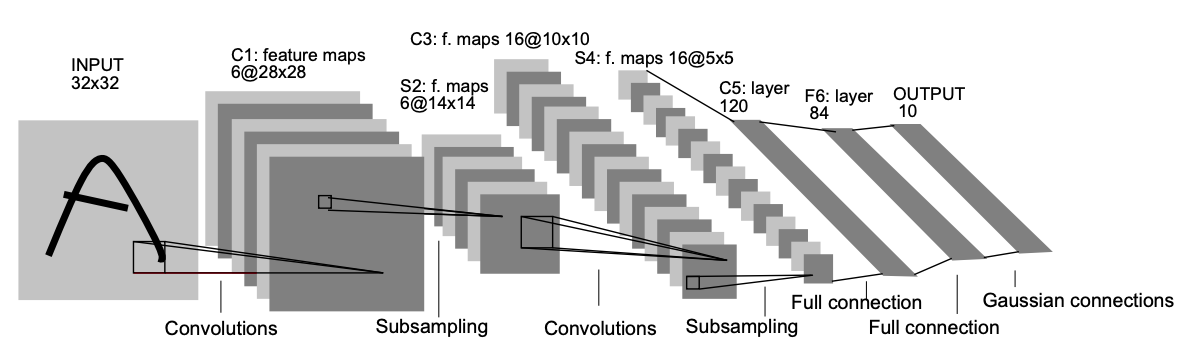 INPUT
32x32
C1: feature maps
6@28x28
S2: f. maps
6@14x14
C3: f. maps 16@10x10
S4: f. maps 16@5x5
C5: layer
120
F6: layer
84
OUTPUT
10
Convolutions
Subsampling
Convolutions
Subsampling
Full connection
Full connection
Gaussian connections